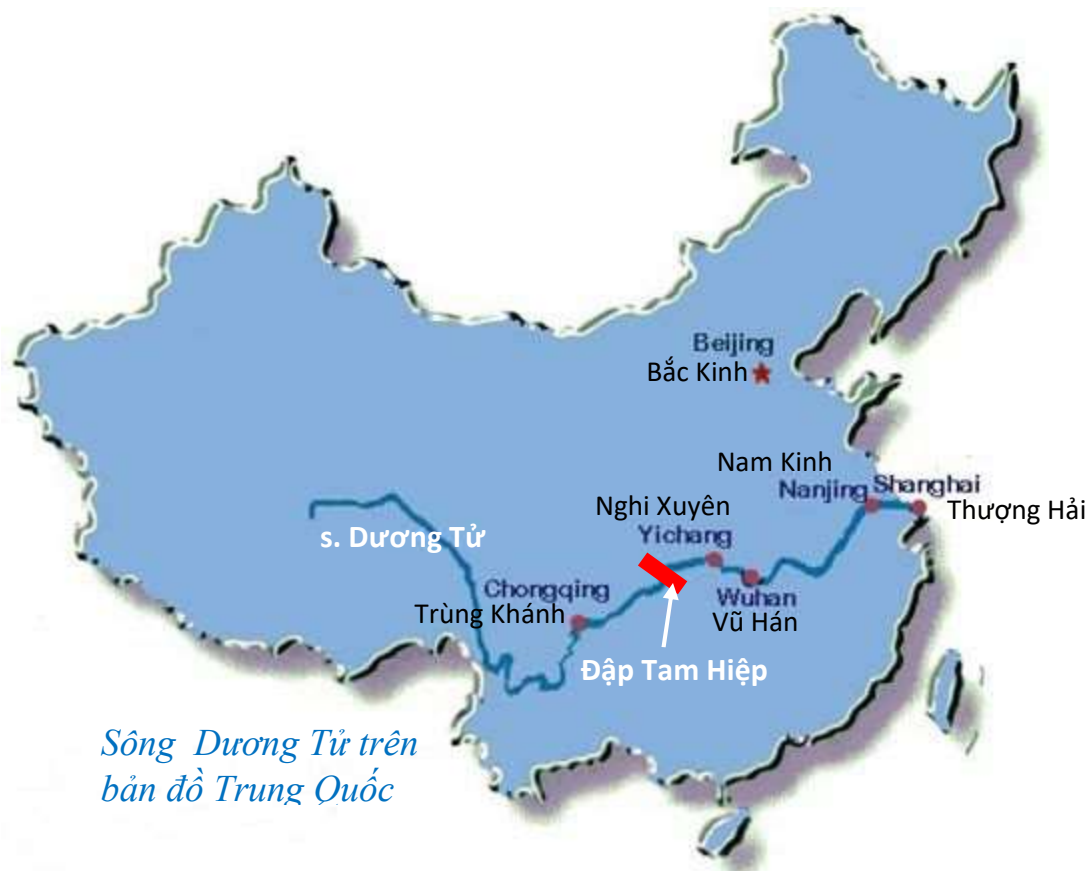 Beijing
Bắc Kinh
Nam Kinh
Nanjing
Shanghai
Thượng Hải
Nghi Xuyên
Yichang
s. Dương Tử
Chongqing
Trùng Khánh
Wuhan
Vũ Hán
Đập Tam Hiệp
Sông Dương Tử trên
bản đồ Trung Quốc